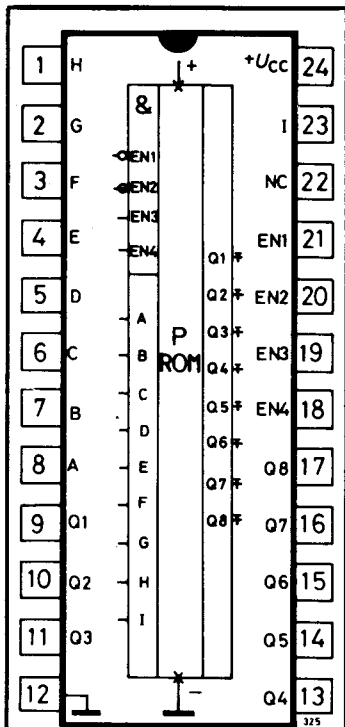 1 H
+ +UCC 24
&
2 G
I 23
EN1
3 F
NC 22
EN2
EN3
4 E
EN1 21
EN4
Q1
5 D
Q2
EN2 20
A
Q3
6 C
B
P
ROM
Q4
EN3 19
C
Q5
7 B
EN4 18
D
Q6
8 A
E
Q7
Q8 17
F
Q8
9 Q1
Q7 16
G
10 Q2
H
Q6 15
I
11 Q3
Q5 14
12
−
Q4 13
325